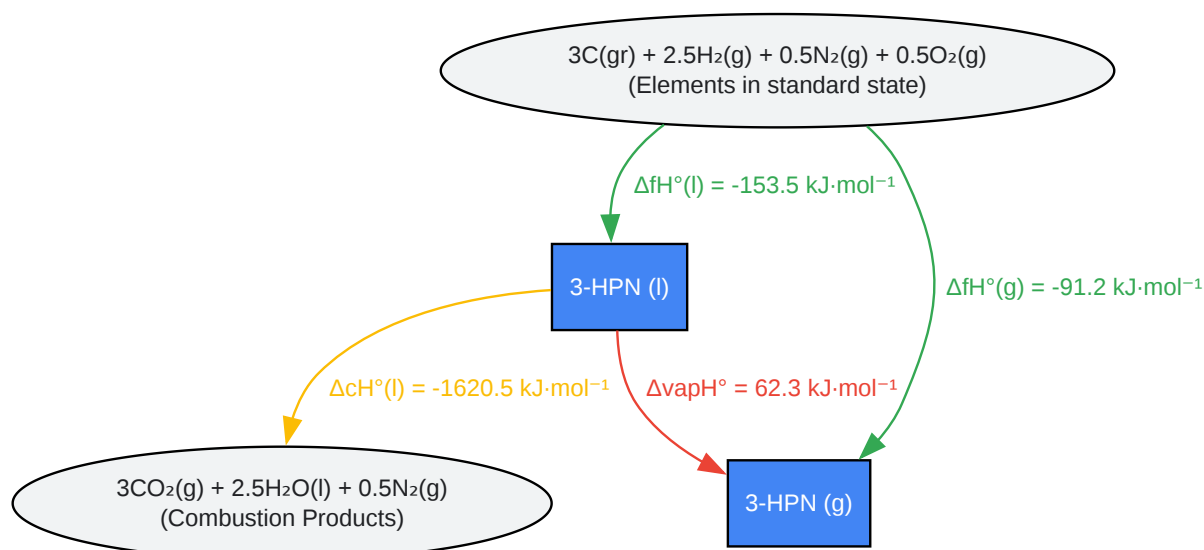 3C(gr) + 2.5H₂(g) + 0.5N₂(g) + 0.5O₂(g)
(Elements in standard state)
ΔfH°(l) = -153.5 kJ·mol⁻¹
3-HPN (l)
ΔfH°(g) = -91.2 kJ·mol⁻¹
ΔcH°(l) = -1620.5 kJ·mol⁻¹
ΔvapH° = 62.3 kJ·mol⁻¹
3CO₂(g) + 2.5H₂O(l) + 0.5N₂(g)
(Combustion Products)
3-HPN (g)